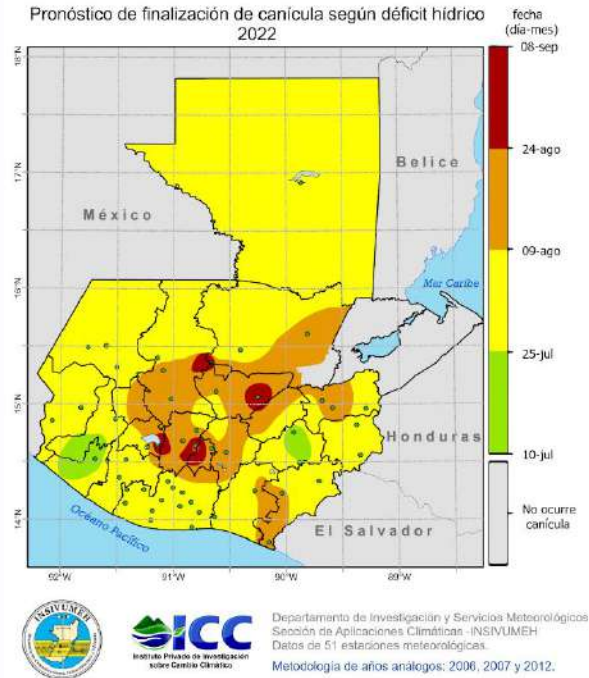 Pronóstico de finalización de canícula según déficit hídrico
2022
fecha
(día-mes)
08-sep
24-ago
09-ago
25-jul
10-jul
No ocurre
canícula
18°N
17°N
16°N
15°N
14°N
Belice
México
Mar Caribe
Honduras
Océano Pacífico
El Salvador
92°W
91°W
90°W
89°W
INSIVUMEH
ICC
Instituto Privado de Investigación
sobre Cambio Climático
Departamento de Investigación y Servicios Meteorológicos
Sección de Aplicaciones Climáticas -INSIVUMEH
Datos de 51 estaciones meteorológicas.
Metodología de años análogos: 2006, 2007 y 2012.